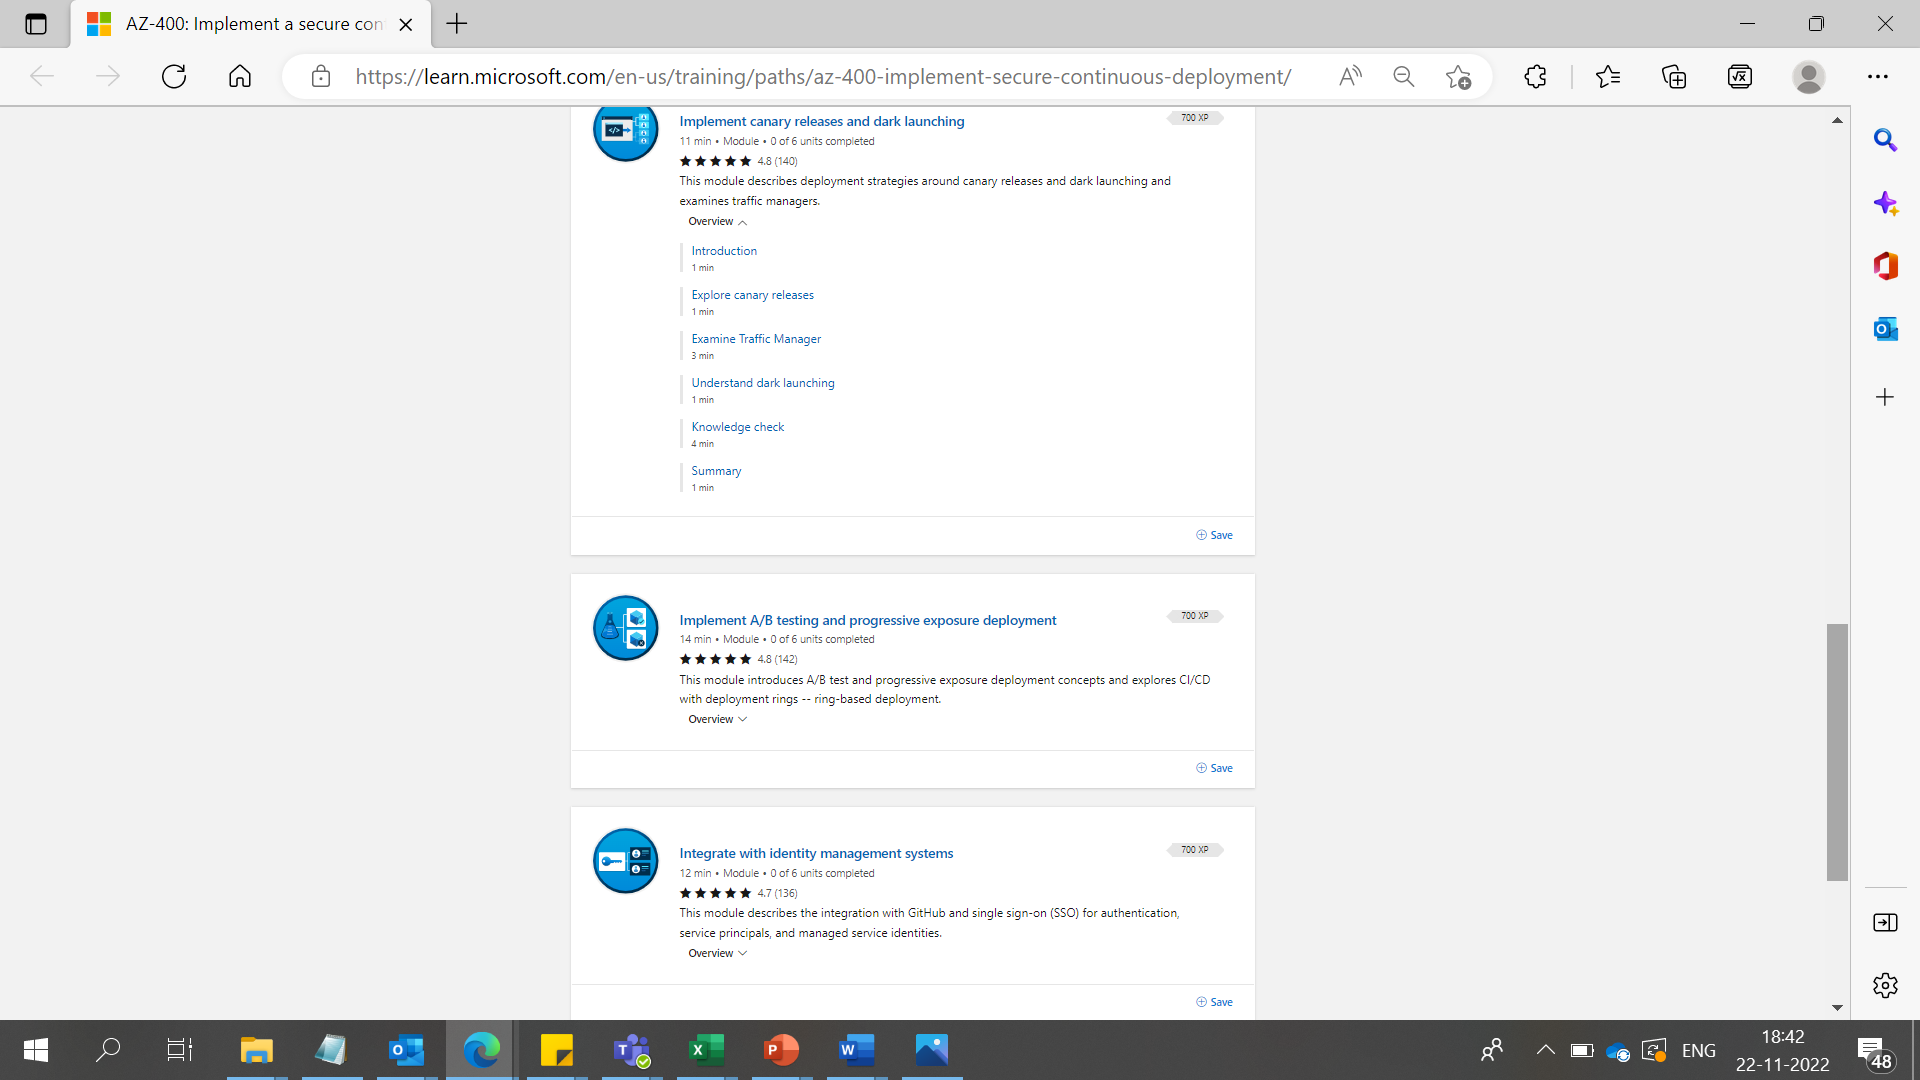 AZ-400: Implement a secure con
https://learn.microsoft.com/en-us/training/paths/az-400-implement-secure-continuous-deployment/
Implement canary releases and dark launching
700 XP
11 min • Module • 0 of 6 units completed
4.8 (140)
This module describes deployment strategies around canary releases and dark launching and
examines traffic managers.
Overview
Introduction
1 min
Explore canary releases
1 min
Examine Traffic Manager
3 min
Understand dark launching
1 min
Knowledge check
4 min
Summary
1 min
Save
Implement A/B testing and progressive exposure deployment
700 XP
14 min • Module • 0 of 6 units completed
4.8 (142)
This module introduces A/B test and progressive exposure deployment concepts and explores CI/CD
with deployment rings -- ring-based deployment.
Overview
Save
Integrate with identity management systems
700 XP
12 min • Module • 0 of 6 units completed
4.7 (136)
This module describes the integration with GitHub and single sign-on (SSO) for authentication,
service principals, and managed service identities.
Overview
Save
ENG
18:42
22-11-2022
48